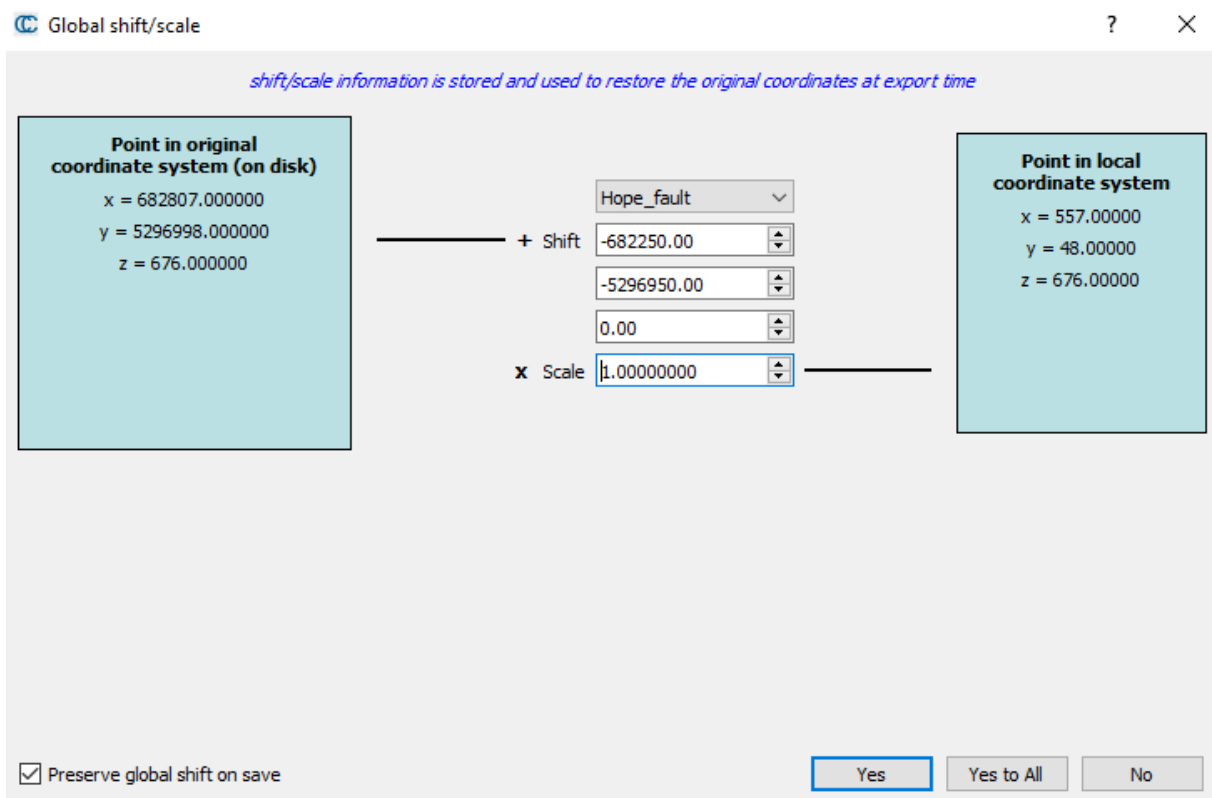 Global shift/scale
?
shift/scale information is stored and used to restore the original coordinates at export time
Point in original
coordinate system (on disk)
x = 682807.000000
y = 5296998.000000
z = 676.000000
Hope_fault
+ Shift -682250.00
-5296950.00
0.00
x Scale 1.00000000
Point in local
coordinate system
x = 557.00000
y = 48.00000
z = 676.00000
Preserve global shift on save
Yes
Yes to All
No